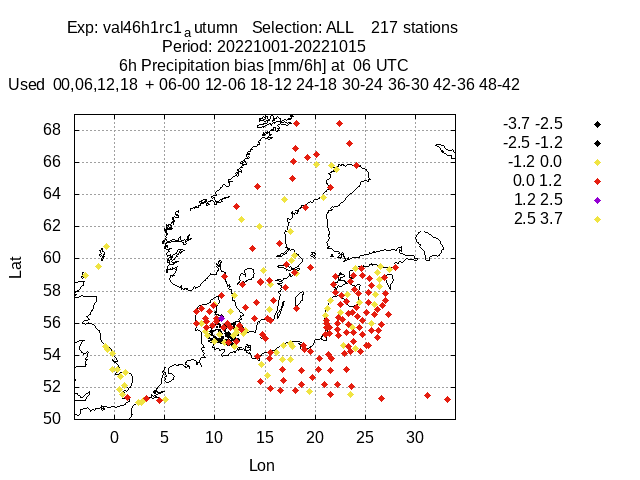 Exp: val46h1rc1aautumn   Selection: ALL    217 stations
Period: 20221001-20221015
6h Precipitation bias [mm/6h] at  06 UTC
Used  00,06,12,18  + 06-00 12-06 18-12 24-18 30-24 36-30 42-36 48-42
-3.7 -2.5
-2.5 -1.2
-1.2 0.0
0.0 1.2
1.2 2.5
2.5 3.7
68
66
64
62
60
58
56
54
52
50
Lat
0 5 10 15 20 25 30
Lon